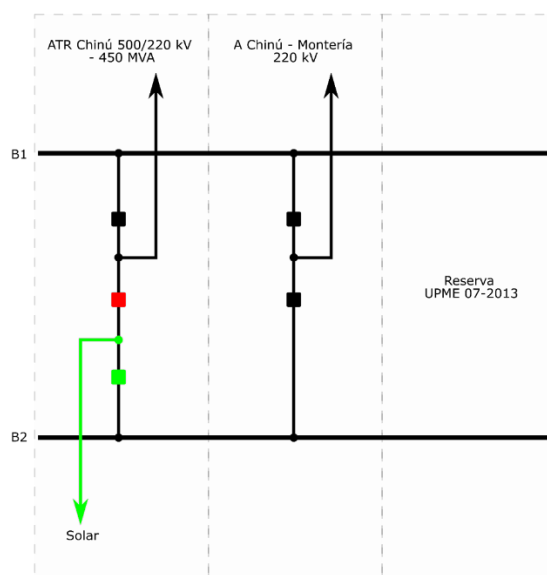 ATR Chinú 500/220 kV
- 450 MVA
A Chinú - Montería
220 kV
B1
Reserva
UPME 07-2013
B2
Solar